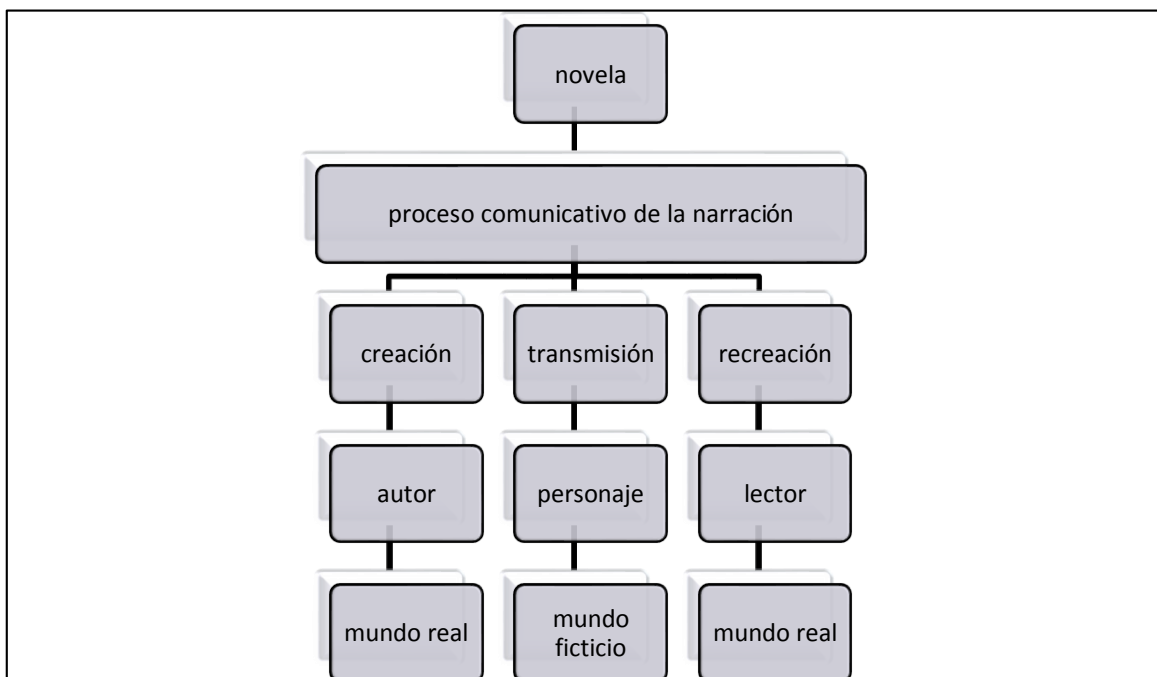 novela
proceso comunicativo de la narración
creación
transmisión
recreación
autor
personaje
lector
mundo real
mundo
ficticio
mundo real